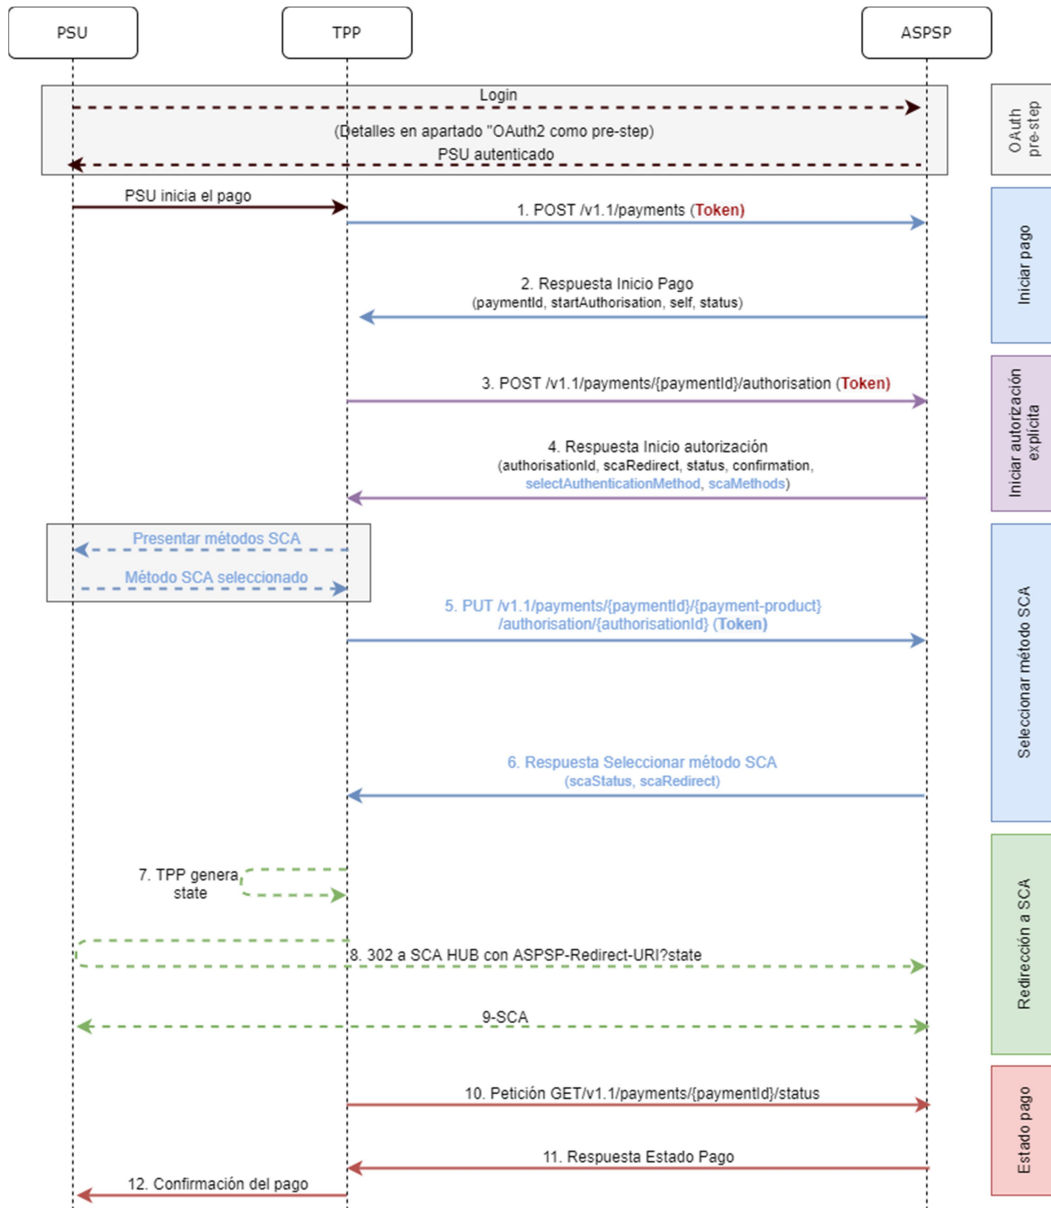 PSU
TPP
ASPSP
Login
(Detalles en apartado "OAuth2 como pre-step)
PSU autenticado
OAuth
pre-step
PSU inicia el pago
1. POST /v1.1/payments (Token)
2. Respuesta Inicio Pago
(paymentId, startAuthorisation, self, status)
Iniciar pago
3. POST /v1.1/payments/{paymentId}/authorisation (Token)
4. Respuesta Inicio autorización
(authorisationId, scaRedirect, status, confirmation,
selectAuthenticationMethod, scaMethods)
Iniciar autorización
explícita
Presentar métodos SCA
Método SCA seleccionado
5. PUT /v1.1/payments/{paymentId}/{payment-product}
/authorisation/{authorisationId} (Token)
6. Respuesta Seleccionar método SCA
(scaStatus, scaRedirect)
Seleccionar método SCA
7. TPP genera
state
8. 302 a SCA HUB con ASPSP-Redirect-URI?state
9-SCA
Redirección a SCA
10. Petición GET/v1.1/payments/{paymentId}/status
11. Respuesta Estado Pago
12. Confirmación del pago
Estado pago